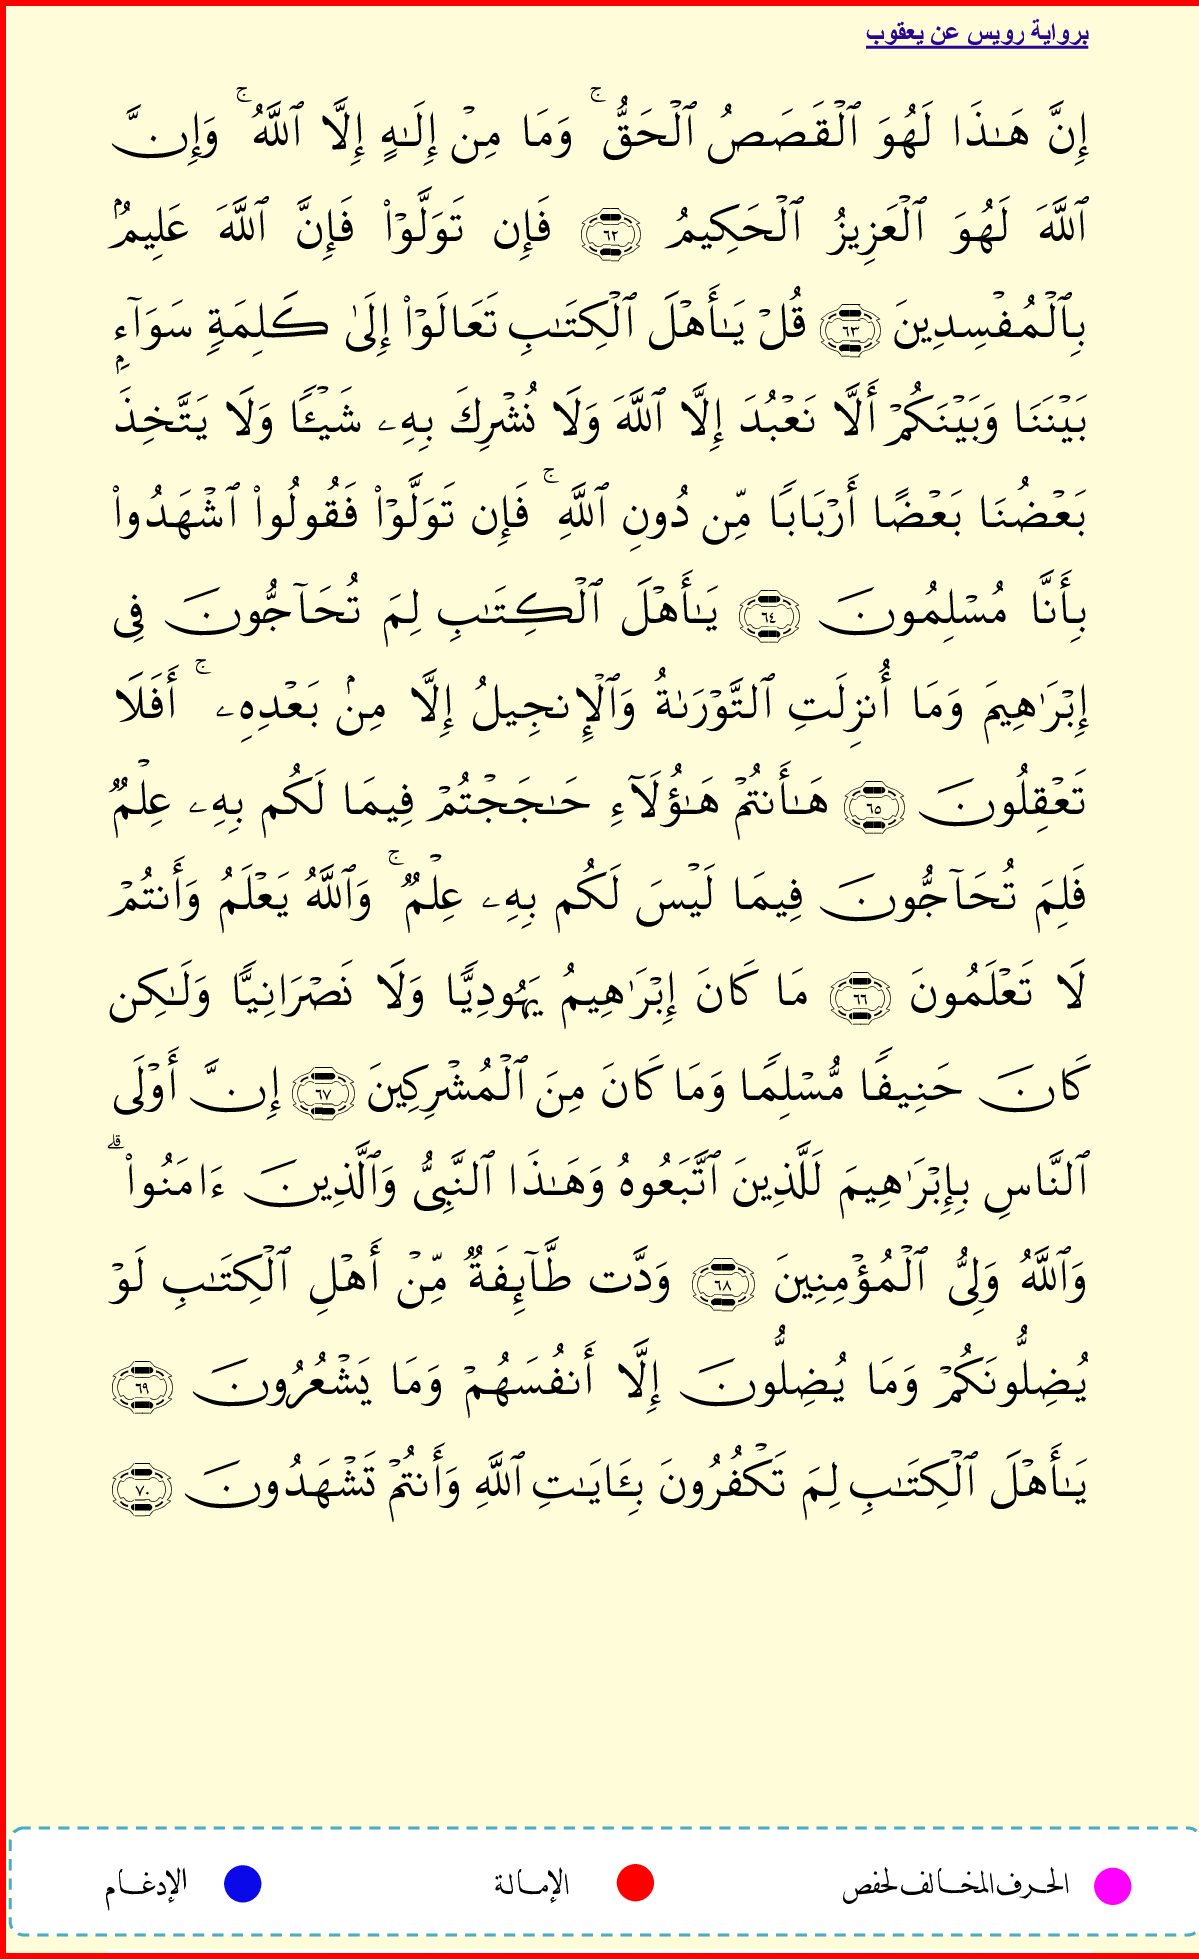 برواية رويس عن يعقوب
إِنَّ هَـٰذَا لَهُوَ ٱلْقَصَصُ ٱلْحَقُّ ۚ وَمَا مِنْ إِلَـٰهٍ إِلَّا ٱللَّهُ ۚ وَإِنَّ
ٱللَّهَ لَهُوَ ٱلْعَزِيزُ ٱلْحَكِيمُ ٦٢ فَإِن تَوَلَّوْا۟ فَإِنَّ ٱللَّهَ عَلِيمٌۢ
بِٱلْمُفْسِدِينَ ٦٣ قُلْ يَـٰٓأَهْلَ ٱلْكِتَـٰبِ تَعَالَوْا۟ إِلَىٰ كَلِمَةٍ سَوَآءٍۭ
بَيْنَنَا وَبَيْنَكُمْ أَلَّا نَعْبُدَ إِلَّا ٱللَّهَ وَلَا نُشْرِكَ بِهِۦ شَيْـًٔا وَلَا يَتَّخِذَ
بَعْضُنَا بَعْضًا أَرْبَابًا مِّن دُونِ ٱللَّهِ ۚ فَإِن تَوَلَّوْا۟ فَقُولُوا۟ ٱشْهَدُوا۟
بِأَنَّا مُسْلِمُونَ ٦٤ يَـٰأَهْلَ ٱلْكِتَـٰبِ لِمَ تُحَآجُّونَ فِى
إِبْرَٰهِيمَ وَمَا أُنزِلَتِ ٱلتَّوْرَىٰةُ وَٱلْإِنجِيلُ إِلَّا مِنۢ بَعْدِهِۦ ۚ أَفَلَا
تَعْقِلُونَ ٦٥ هَـٰأَنتُمْ هَـٰؤُلَآءِ حَـٰجَجْتُمْ فِيمَا لَكُم بِهِۦ عِلْمٌ
فَلِمَ تُحَآجُّونَ فِيمَا لَيْسَ لَكُم بِهِۦ عِلْمٌ ۚ وَٱللَّهُ يَعْلَمُ وَأَنتُمْ
لَا تَعْلَمُونَ ٦٦ مَا كَانَ إِبْرَٰهِيمُ يَهُودِيًّا وَلَا نَصْرَانِيًّا وَلَـٰكِن
كَانَ حَنِيفًا مُّسْلِمًا وَمَا كَانَ مِنَ ٱلْمُشْرِكِينَ ٦٧ إِنَّ أَوْلَى
ٱلنَّاسِ بِإِبْرَٰهِيمَ لَلَّذِينَ ٱتَّبَعُوهُ وَهَـٰذَا ٱلنَّبِىُّ وَٱلَّذِينَ ءَامَنُوا۟ ۗ
وَٱللَّهُ وَلِىُّ ٱلْمُؤْمِنِينَ ٦٨ وَدَّت طَّآئِفَةٌ مِّنْ أَهْلِ ٱلْكِتَـٰبِ لَوْ
يُضِلُّونَكُمْ وَمَا يُضِلُّونَ إِلَّا أَنفُسَهُمْ وَمَا يَشْعُرُونَ ٦٩
يَـٰأَهْلَ ٱلْكِتَـٰبِ لِمَ تَكْفُرُونَ بِـَٔايَـٰتِ ٱللَّهِ وَأَنتُمْ تَشْهَدُونَ ٧٠
الحرف المخالف لحفص الإمالة الإدغام